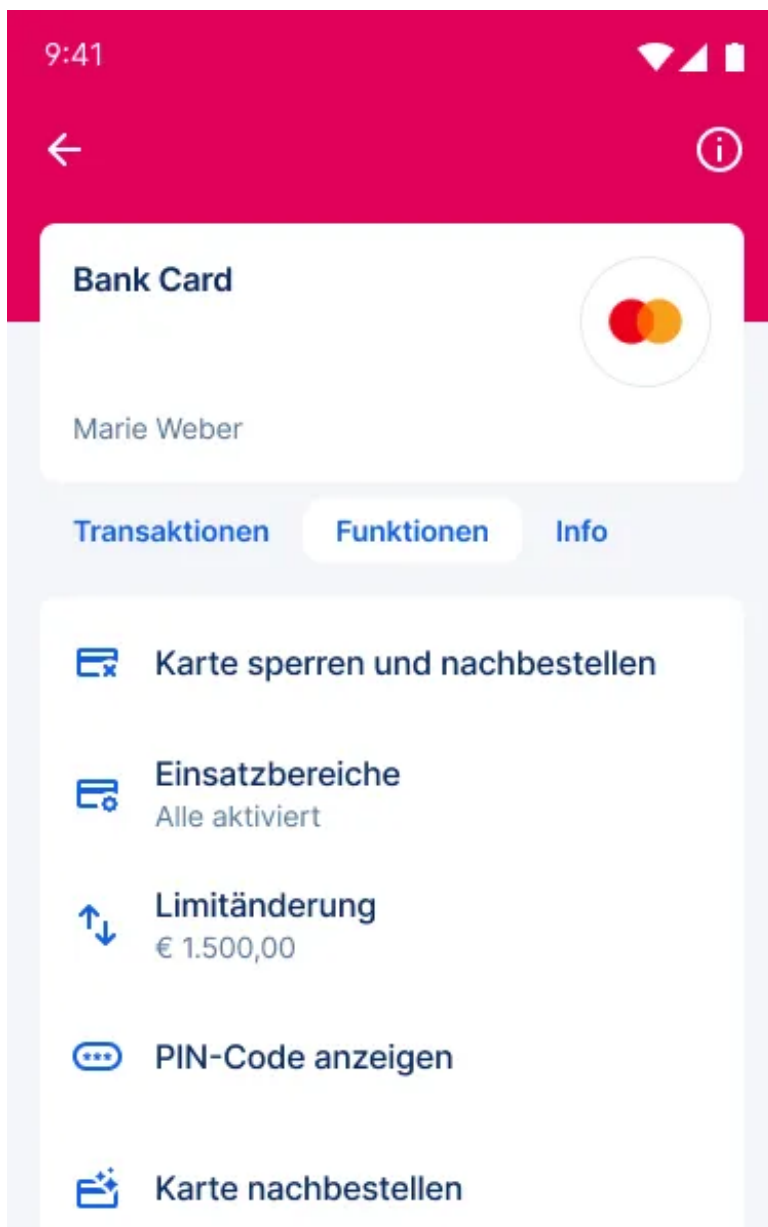 9:41
Bank Card
Marie Weber
Transaktionen Funktionen Info
Karte sperren und nachbestellen
Einsatzbereiche
Alle aktiviert
Limitänderung
€ 1.500,00
PIN-Code anzeigen
Karte nachbestellen